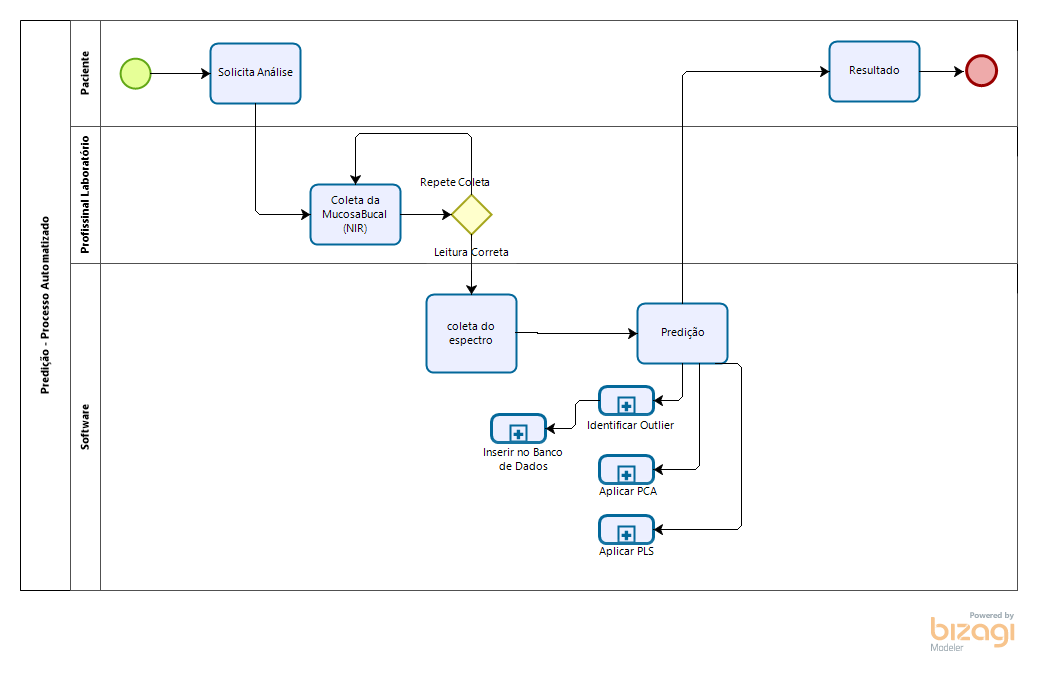 Predição - Processo Automatizado
Paciente
Solicita Análise
Resultado
Profissinal Laboratório
Repete Coleta
Coleta da
MucosaBucal
(NIR)
Leitura Correta
Software
coleta do
espectro
Predição
Identificar Outlier
Inserir no Banco
de Dados
Aplicar PCA
Aplicar PLS
Powered by
bizagi
Modeler